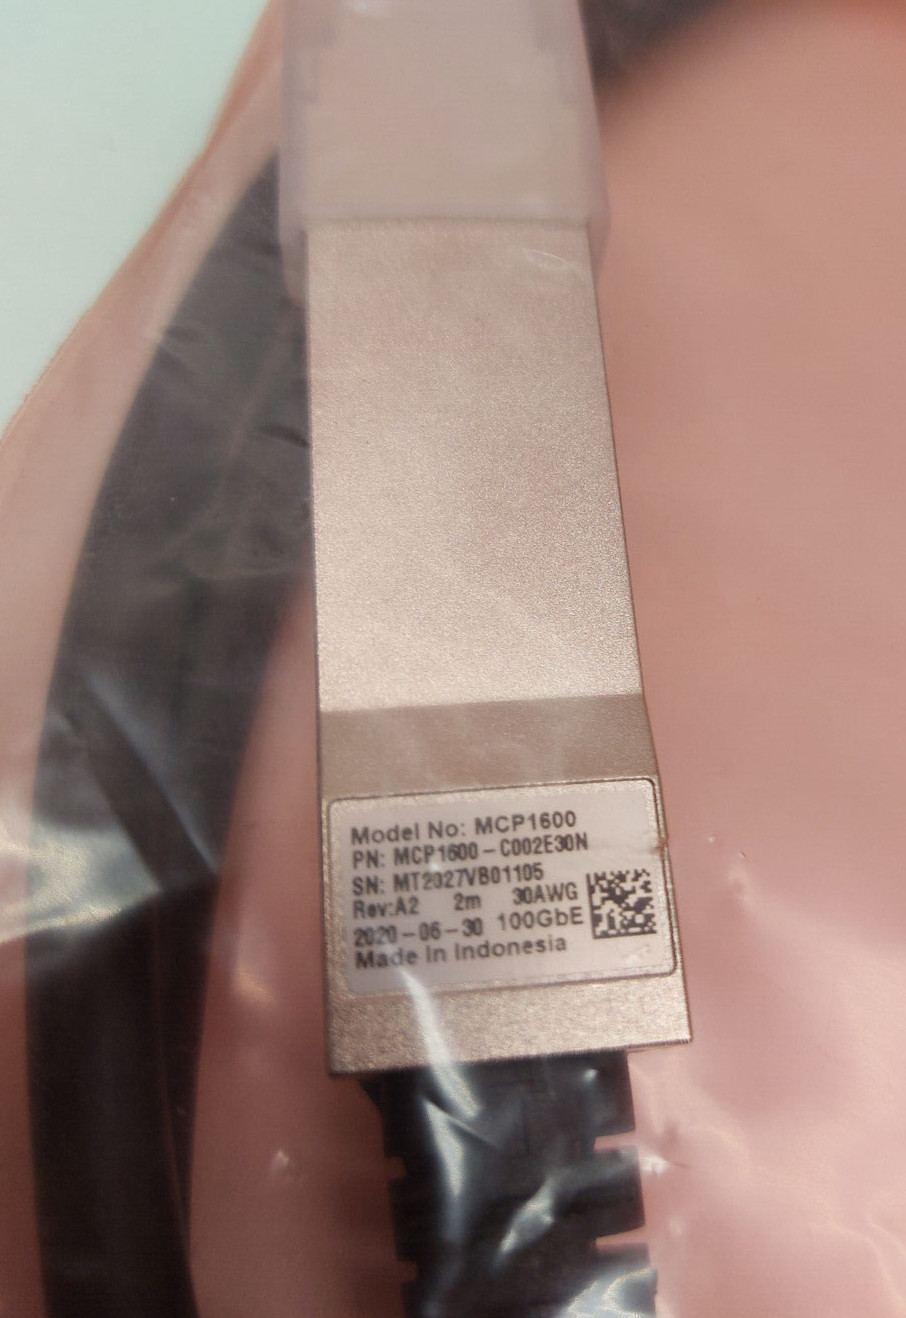 Model No: MCP1600
PN: MCP1600-C002E30N
SN: MT2027VB01105
Rev:A2 2m 30AWG
2020-06-30 100GbE
Made In Indonesia